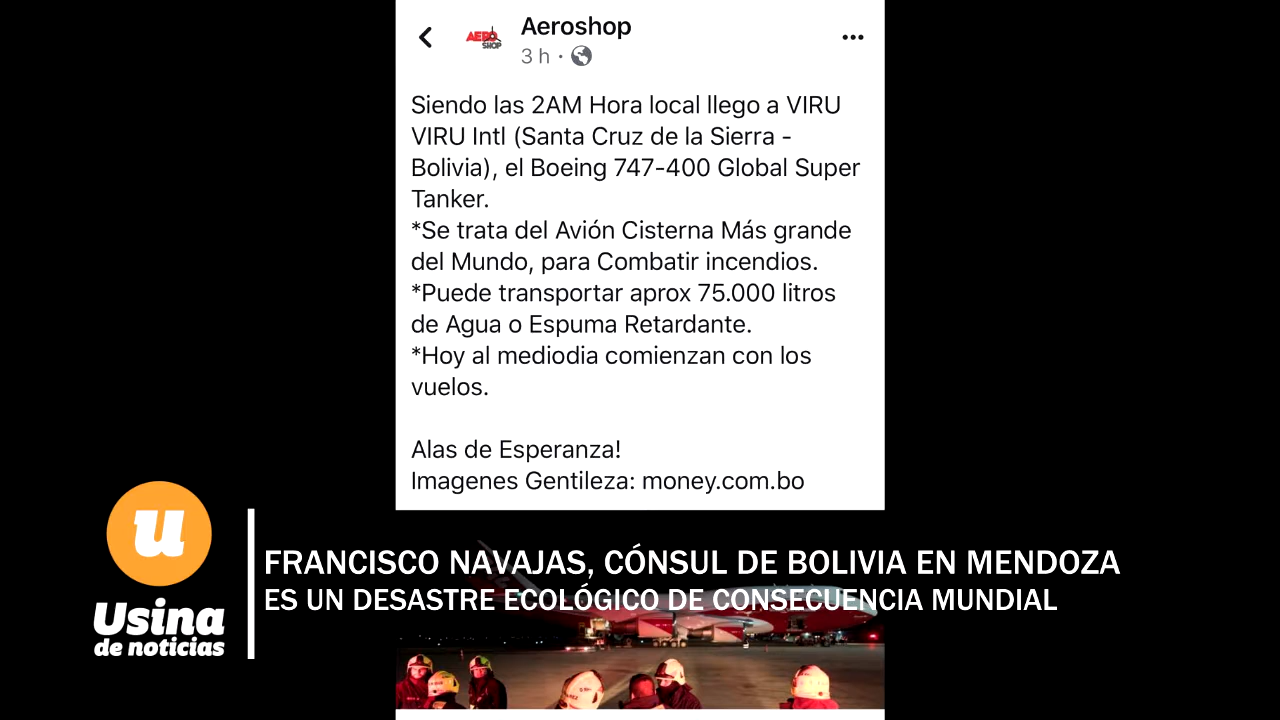 Aeroshop
AERO
SHOP
3 h ·
Siendo las 2AM Hora local llego a VIRU
VIRU Intl (Santa Cruz de la Sierra -
Bolivia), el Boeing 747-400 Global Super
Tanker.
*Se trata del Avión Cisterna Más grande
del Mundo, para Combatir incendios.
*Puede transportar aprox 75.000 litros
de Agua o Espuma Retardante.
*Hoy al mediodia comienzan con los
vuelos.
Alas de Esperanza!
Imagenes Gentileza: money.com.bo
u
Usina
de noticias
FRANCISCO NAVAJAS, CÓNSUL DE BOLIVIA EN MENDOZA
ES UN DESASTRE ECOLÓGICO DE CONSECUENCIA MUNDIAL